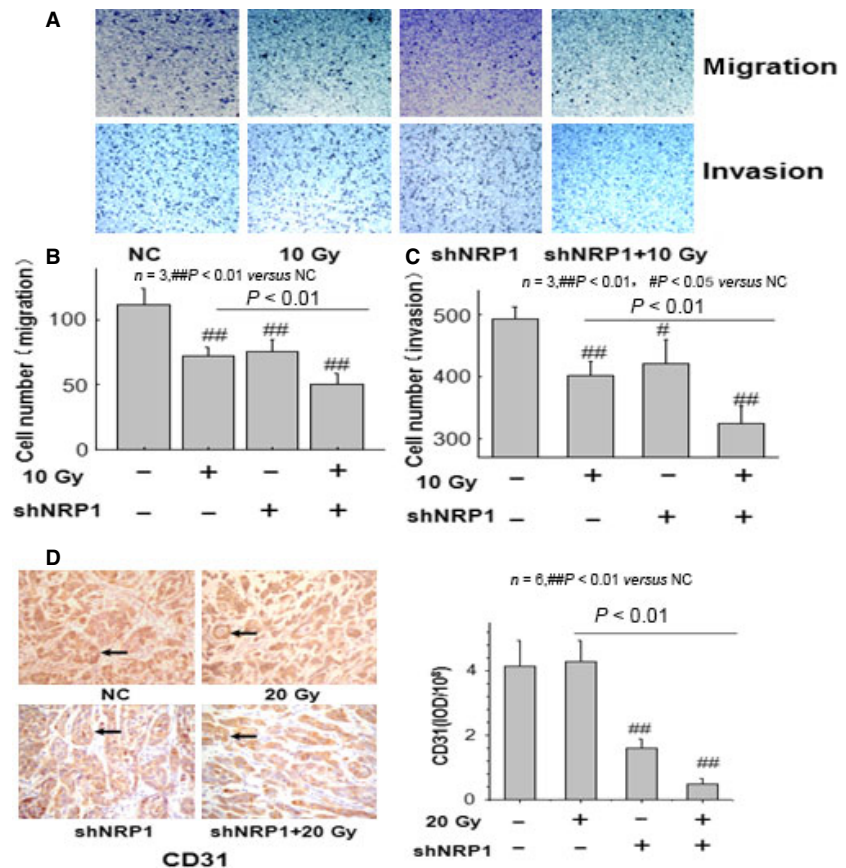 A
Migration
Invasion
NC 10 Gy shNRP1 shNRP1+10 Gy
B
n = 3,##P < 0.01 versus NC
P < 0.01
Cell number (migration)
100
50
0
## ## ##
10 Gy − + − +
shNRP1 − − + +
C
n = 3,##P < 0.01, #P < 0.05 versus NC
P < 0.01
Cell number (invasion)
500
400
300
## # ##
10 Gy − + − +
shNRP1 − − + +
D
NC 20 Gy
shNRP1 shNRP1+20 Gy
CD31
n = 6,##P < 0.01 versus NC
P < 0.01
CD31(IOD/10⁸)
4
2
0
## ##
20 Gy − + − +
shNRP1 − − + +